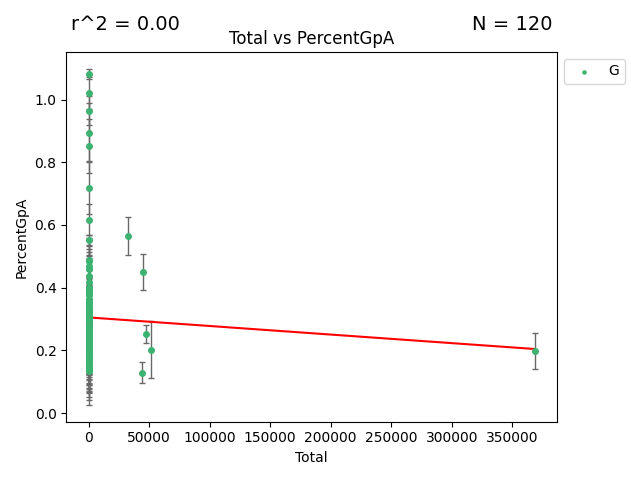 r^2 = 0.00
N = 120
Total vs PercentGpA
G
1.0
0.8
0.6
0.4
0.2
0.0
PercentGpA
0 50000 100000 150000 200000 250000 300000 350000
Total